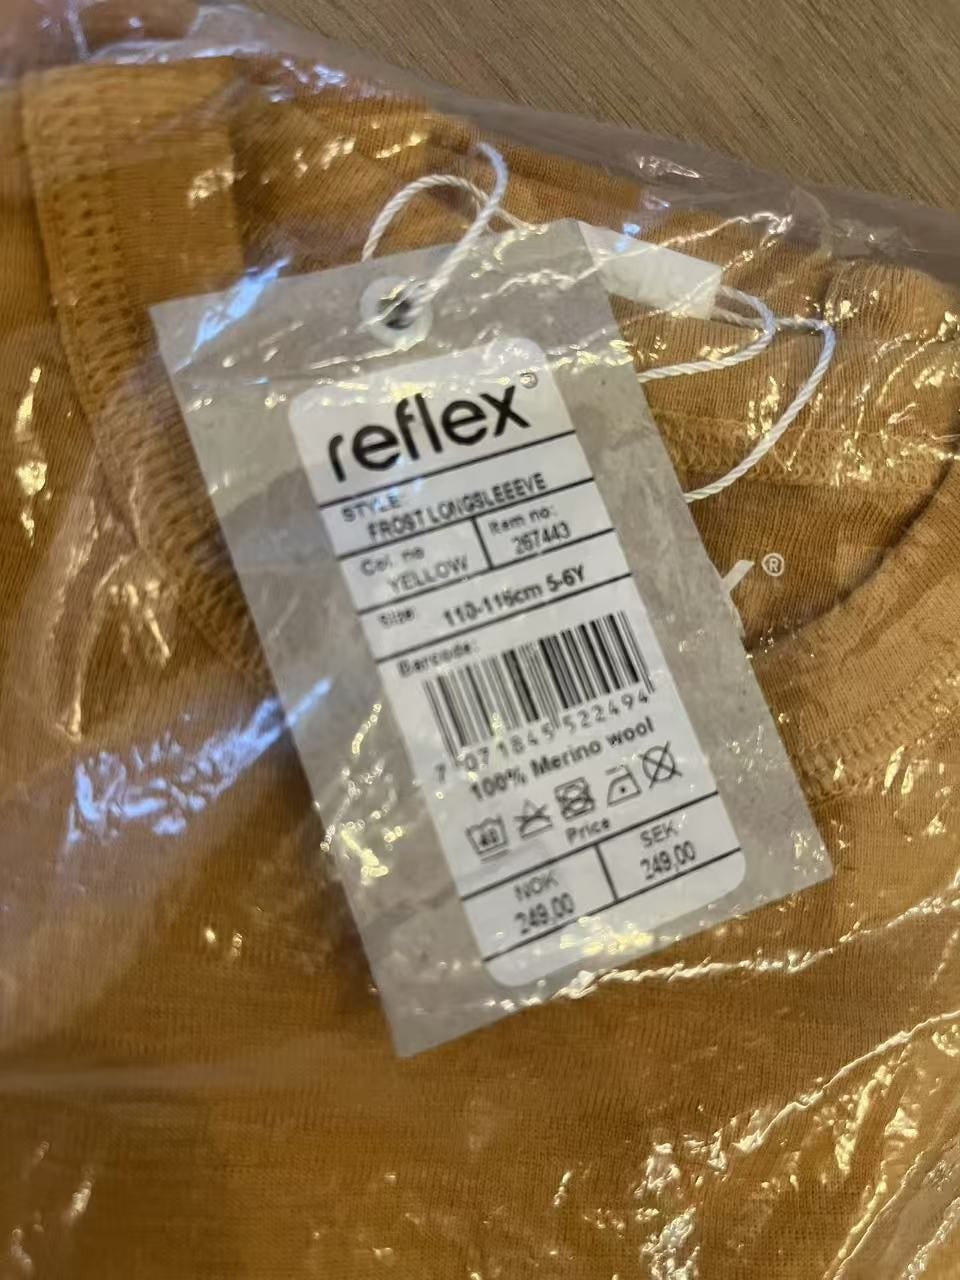 reflex®
STYLE
FROST LONGSLEEEVE
Col. no
YELLOW
Item no:
267443
Size
110-116cm 5-6Y
Barcode:
7 071845 522494
100% Merino wool
40
Price
NOK
249,00
SEK
249,00
®